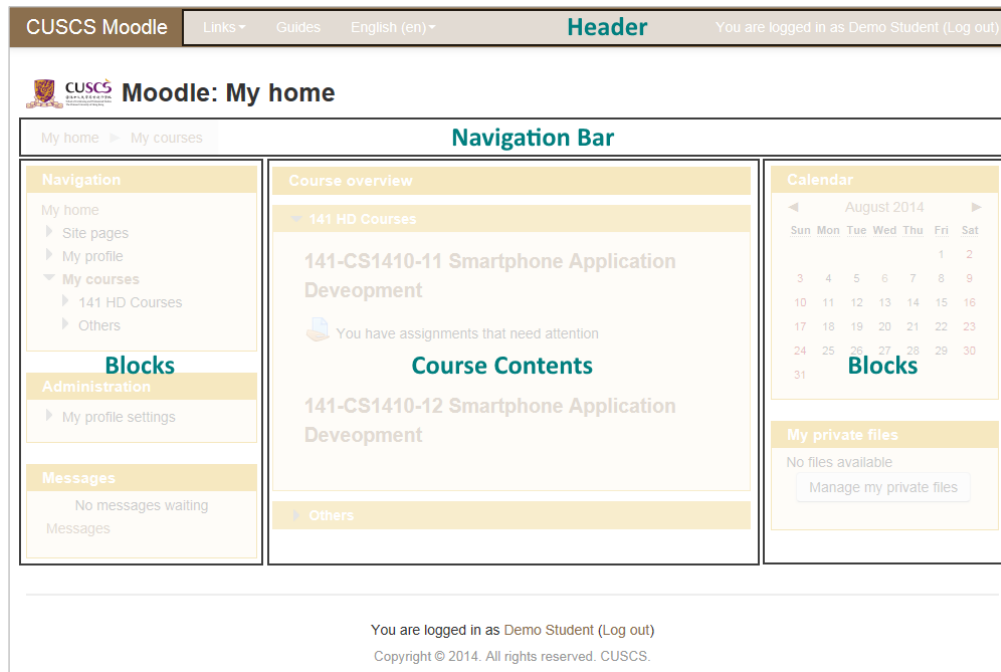 CUSCS Moodle Links Guides English (en) Header You are logged in as Demo Student (Log out)
CUSCS Moodle: My home
My home My courses Navigation Bar
Navigation
My home
Site pages
My profile
My courses
141 HD Courses
Others
Blocks
Administration
My profile settings
Messages
No messages waiting
Messages
Course overview
141 HD Courses
141-CS1410-11 Smartphone Application
Deveopment
You have assignments that need attention
Course Contents
141-CS1410-12 Smartphone Application
Deveopment
Others
Calendar
August 2014
Sun Mon Tue Wed Thu Fri Sat
1 2
3 4 5 6 7 8 9
10 11 12 13 14 15 16
17 18 19 20 21 22 23
24 25 26 27 28 29 30
Blocks
31
My private files
No files available
Manage my private files
You are logged in as Demo Student (Log out)
Copyright © 2014. All rights reserved. CUSCS.